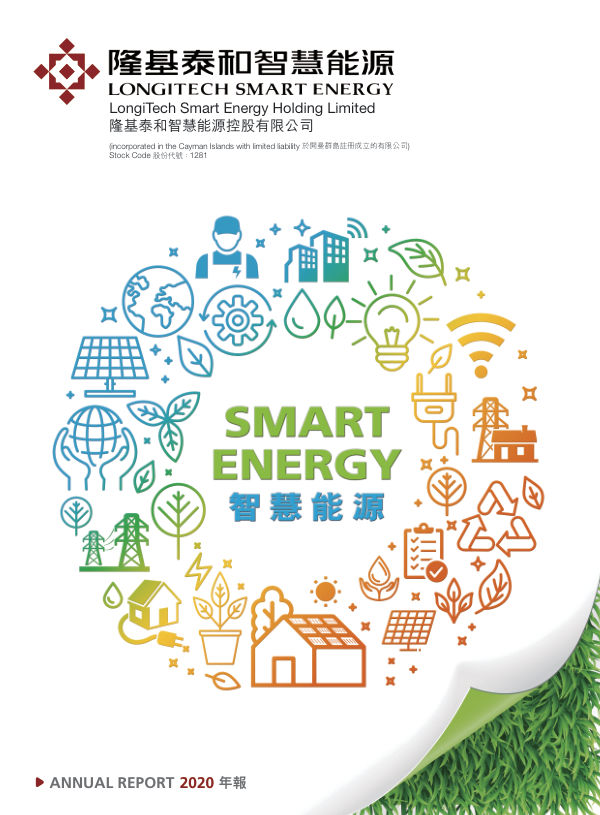 隆基泰和智慧能源
LONGITECH SMART ENERGY
LongiTech Smart Energy Holding Limited
隆基泰和智慧能源控股有限公司
(incorporated in the Cayman Islands with limited liability 於開曼群島註冊成立的有限公司)
Stock Code 股份代號：1281
SMART
ENERGY
智慧能源
ANNUAL REPORT 2020 年報